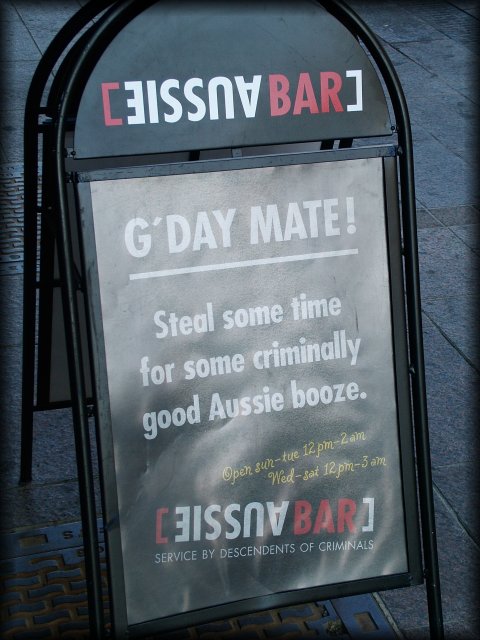 [AUSSIE BAR]
G'DAY MATE!
Steal some time
for some criminally
good Aussie booze.
Open sun-tue 12pm-2am
Wed-sat 12pm-3am
[AUSSIE BAR]
SERVICE BY DESCENDENTS OF CRIMINALS